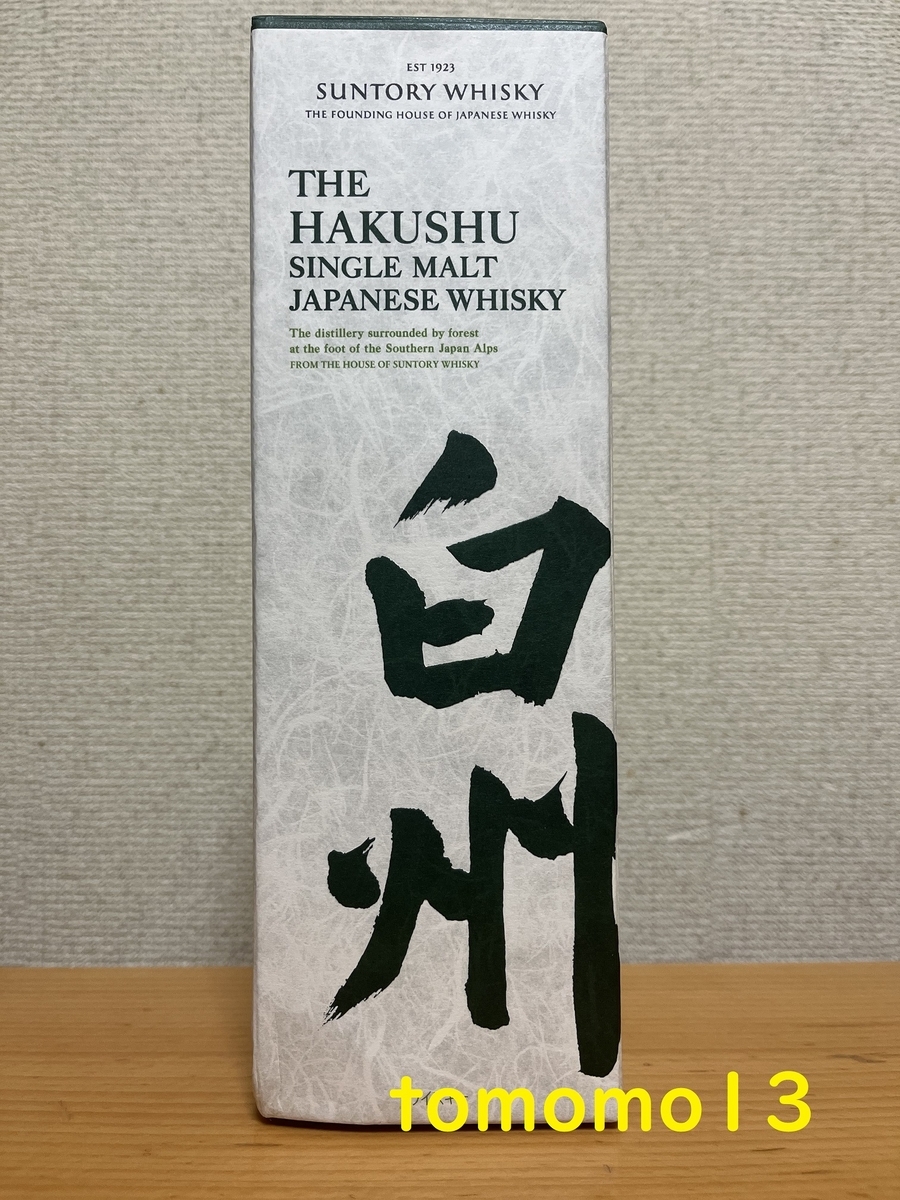 EST 1923
SUNTORY WHISKY
THE FOUNDING HOUSE OF JAPANESE WHISKY
THE
HAKUSHU
SINGLE MALT
JAPANESE WHISKY
The distillery surrounded by forest
at the foot of the Southern Japan Alps
FROM THE HOUSE OF SUNTORY WHISKY
白州
tomomo13